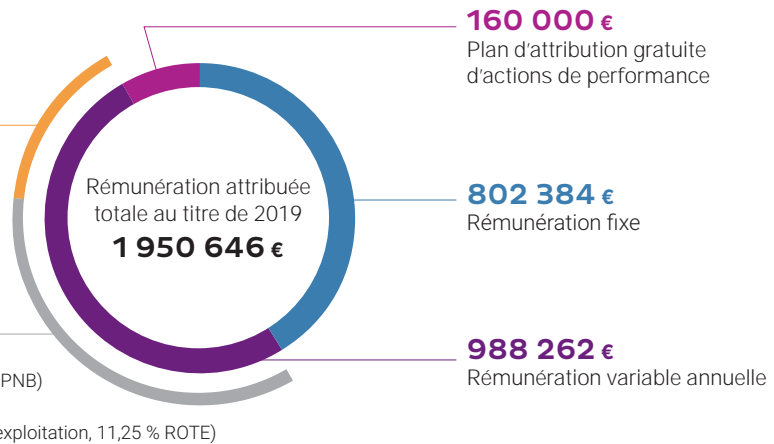 160 000 €
Plan d'attribution gratuite
d'actions de performance
Rémunération attribuée
totale au titre de 2019
1 950 646 €
802 384 €
Rémunération fixe
988 262 €
Rémunération variable annuelle
PNB)
exploitation, 11,25 % ROTE)